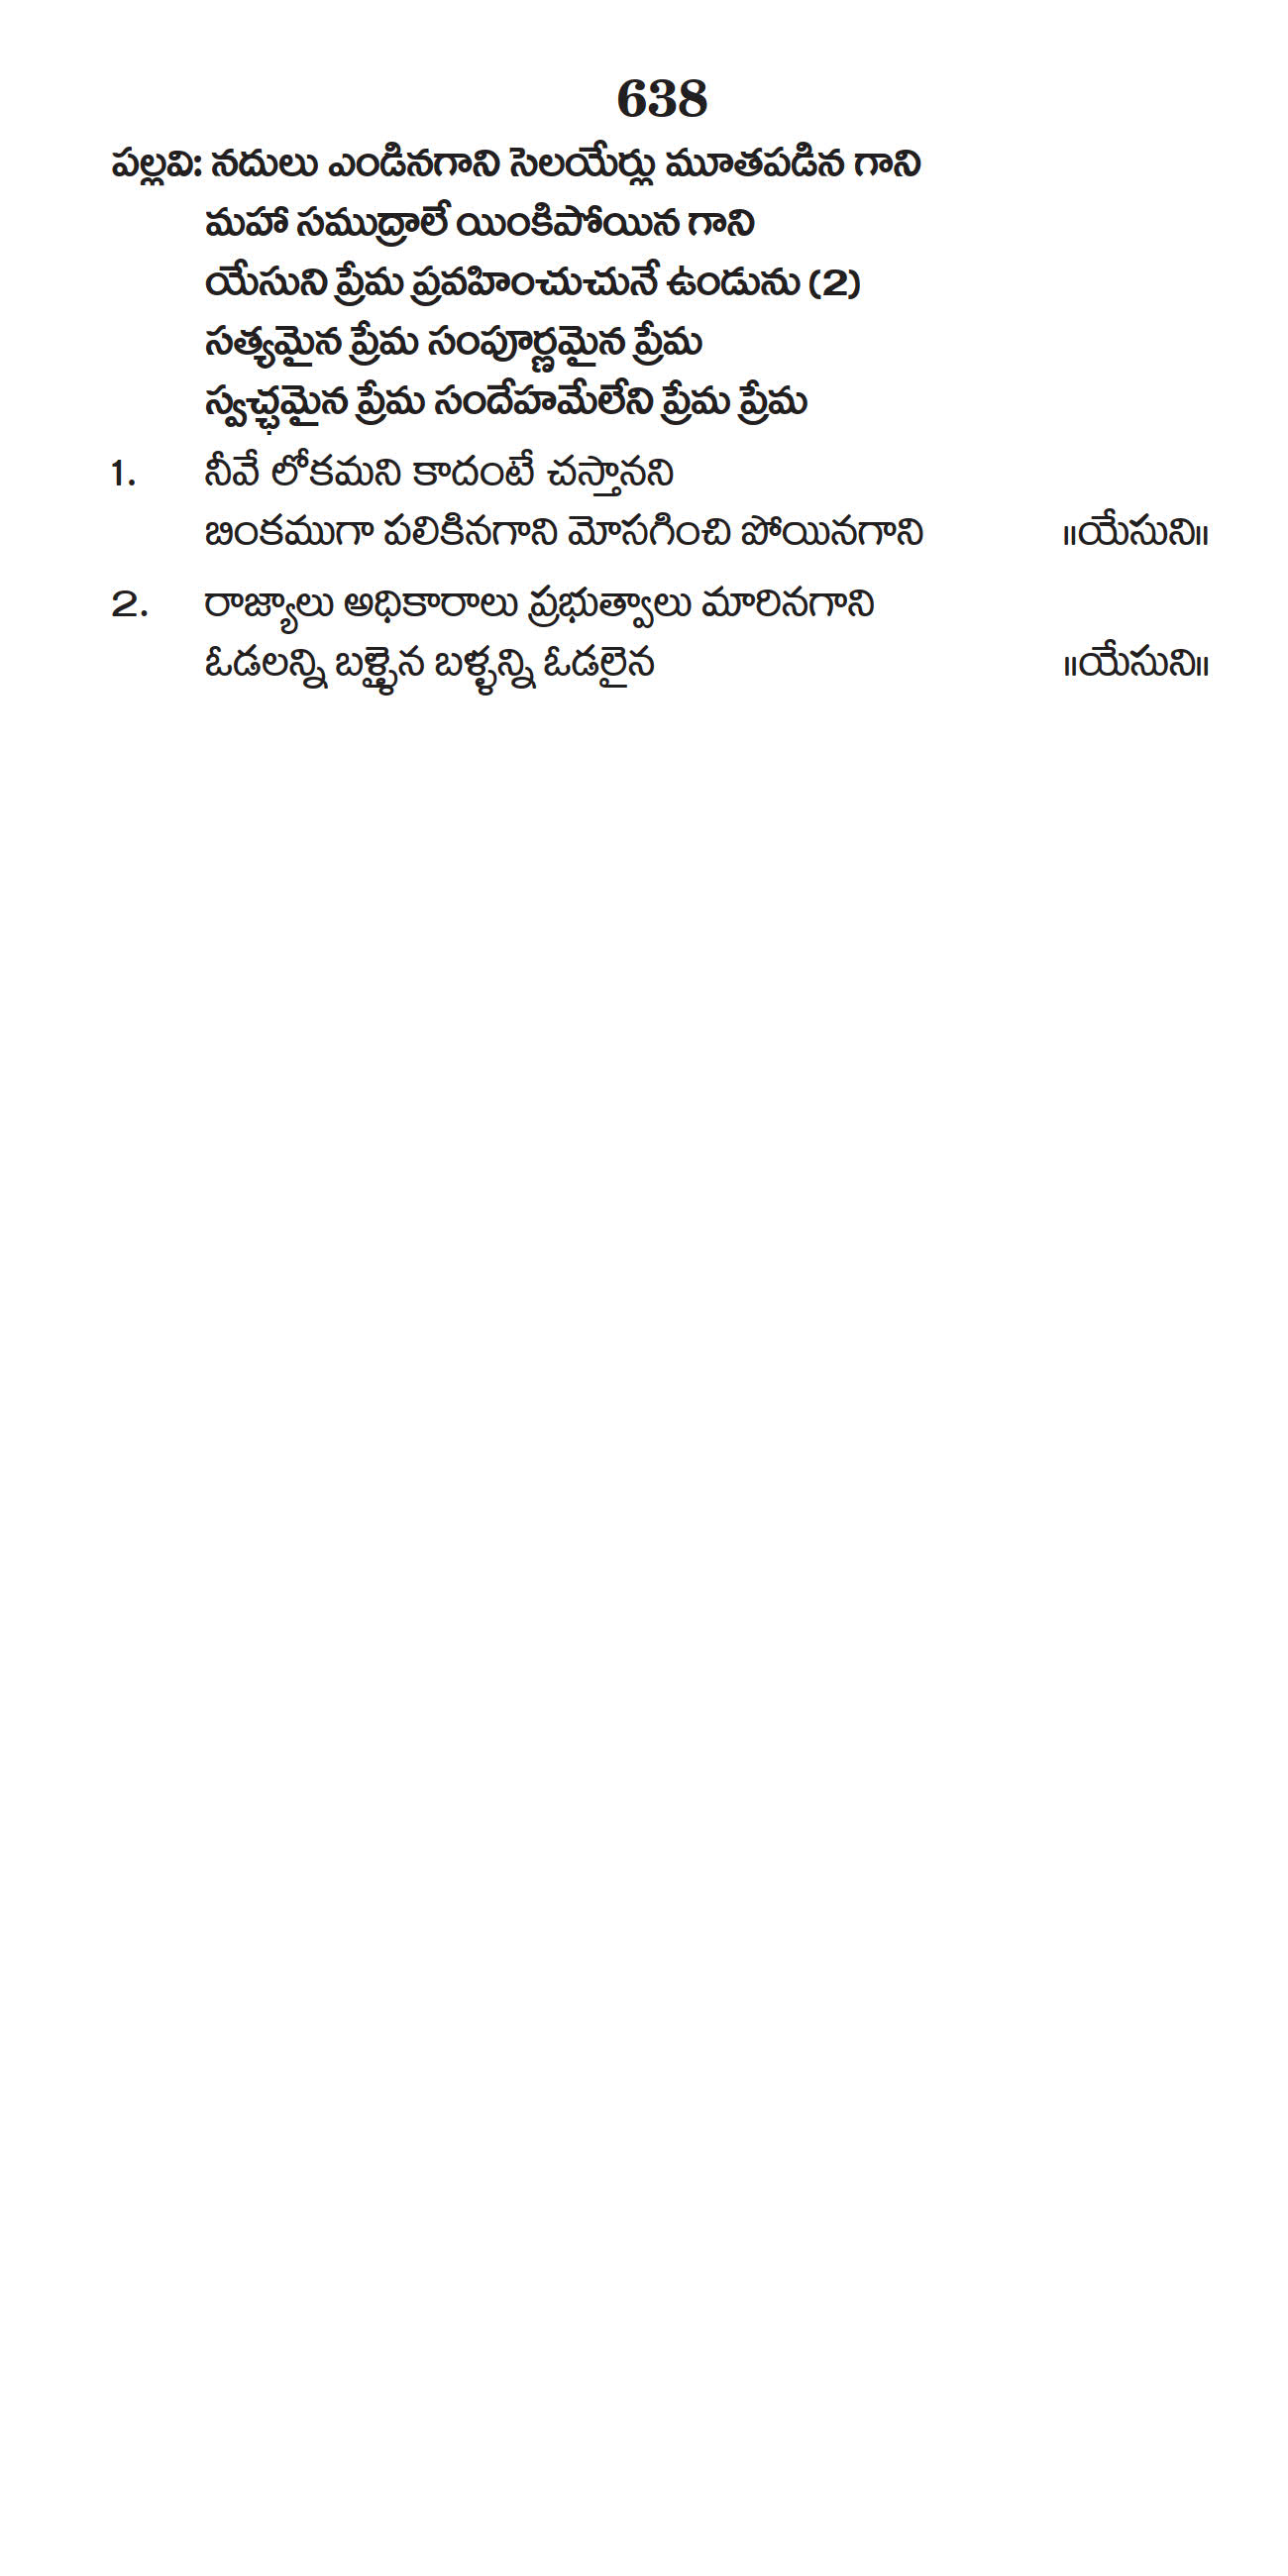 638
పల్లవి: నదులు ఎండినగాని సెలయేర్లు మూతపడిన గాని
మహా సముద్రాలే యింకిపోయిన గాని
యేసుని ప్రేమ ప్రవహించుచునే ఉండును (2)
సత్యమైన ప్రేమ సంపూర్ణమైన ప్రేమ
స్వచ్ఛమైన ప్రేమ సందేహమేలేని ప్రేమ ప్రేమ
1. నీవే లోకమని కాదంటే చస్తానని
బింకముగా పలికినగాని మోసగించి పోయినగాని ॥యేసుని॥
2. రాజ్యాలు అధికారాలు ప్రభుత్వాలు మారినగాని
ఓడలన్ని బళ్ళైన బళ్ళన్ని ఓడలైన ॥యేసుని॥